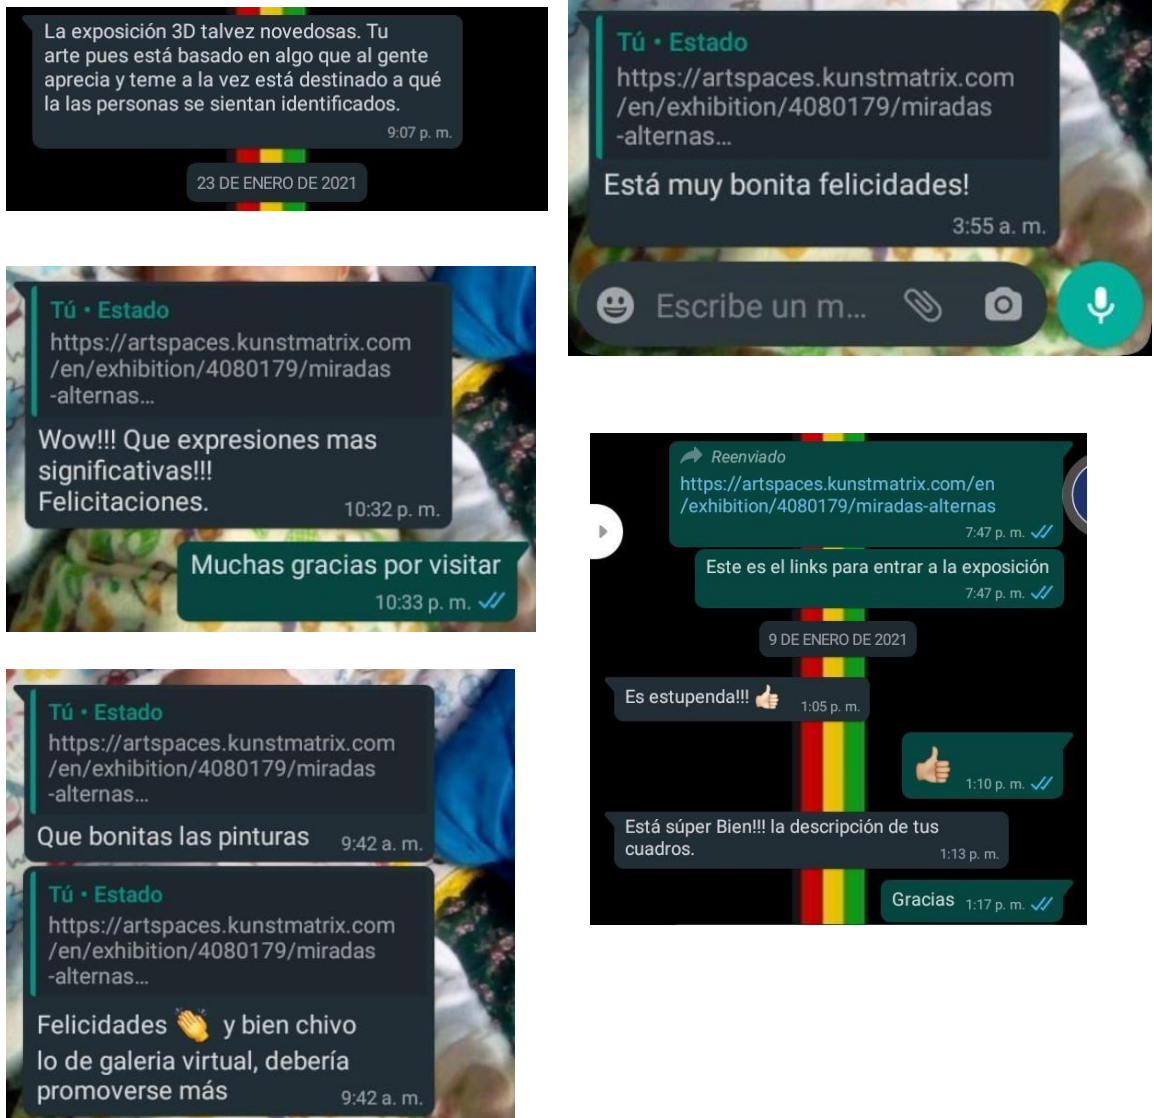 La exposición 3D talvez novedosas. Tu
arte pues está basado en algo que al gente
aprecia y teme a la vez está destinado a qué
la las personas se sientan identificados.
9:07 p. m.
23 DE ENERO DE 2021
Tú • Estado
https://artspaces.kunstmatrix.com
/en/exhibition/4080179/miradas
-alternas...
Está muy bonita felicidades!
3:55 a. m.
Escribe un m...
Tú • Estado
https://artspaces.kunstmatrix.com
/en/exhibition/4080179/miradas
-alternas...
Wow!!! Que expresiones mas
significativas!!!
Felicitaciones.
10:32 p. m.
Muchas gracias por visitar
10:33 p. m.
Reenviado
https://artspaces.kunstmatrix.com/en
/exhibition/4080179/miradas-alternas
7:47 p. m.
Este es el links para entrar a la exposición
7:47 p. m.
9 DE ENERO DE 2021
Es estupenda!!! 👍🏻
1:05 p. m.
👍🏻
1:10 p. m.
Está súper Bien!!! la descripción de tus
cuadros.
1:13 p. m.
Gracias 1:17 p. m.
Tú • Estado
https://artspaces.kunstmatrix.com
/en/exhibition/4080179/miradas
-alternas...
Que bonitas las pinturas 9:42 a. m.
Tú • Estado
https://artspaces.kunstmatrix.com
/en/exhibition/4080179/miradas
-alternas...
Felicidades 👏 y bien chivo
lo de galeria virtual, debería
promoverse más 9:42 a. m.